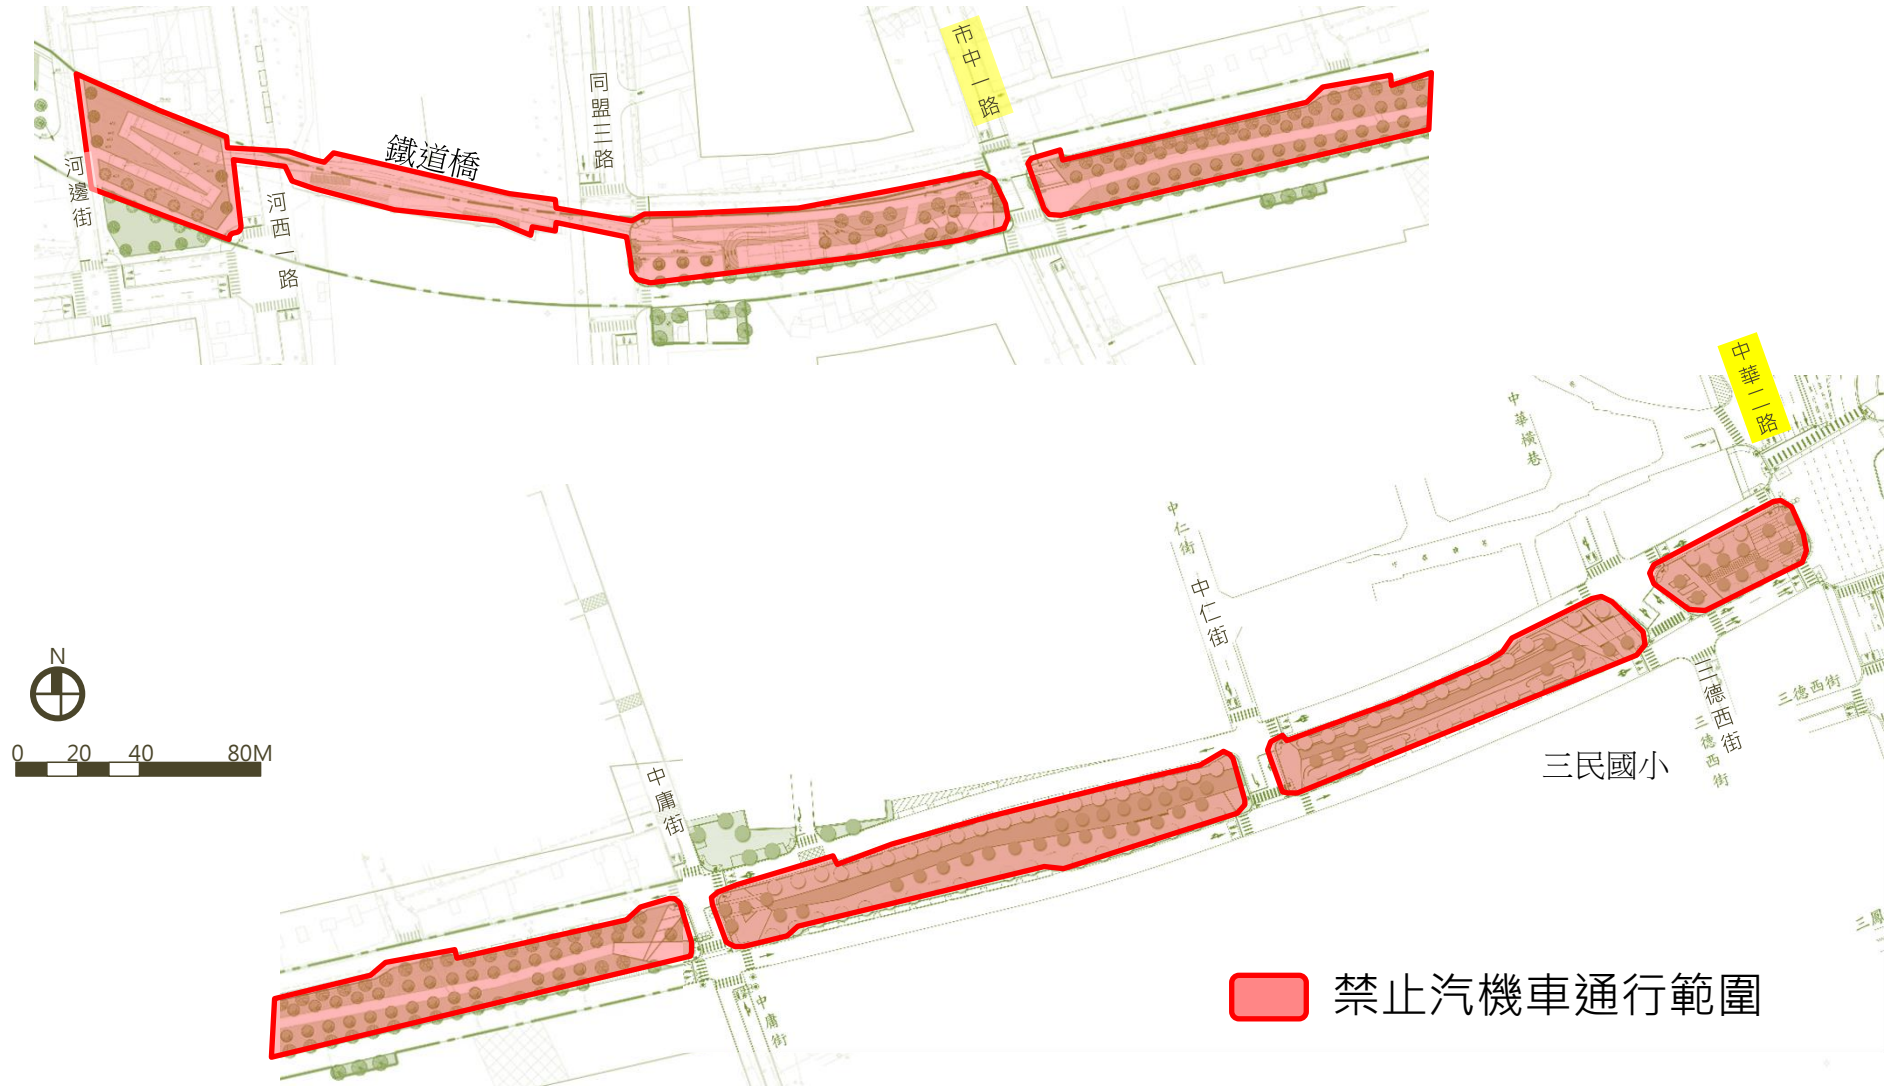 市中一路
同盟三路
鐵道橋
河邊街
河西一路
中華二路
中華橫巷
中仁街
中仁街
N
0 20 40 80M
三德西街
三德西街
三德西街
三民國小
中庸街
三鳳
中庸街
禁止汽機車通行範圍